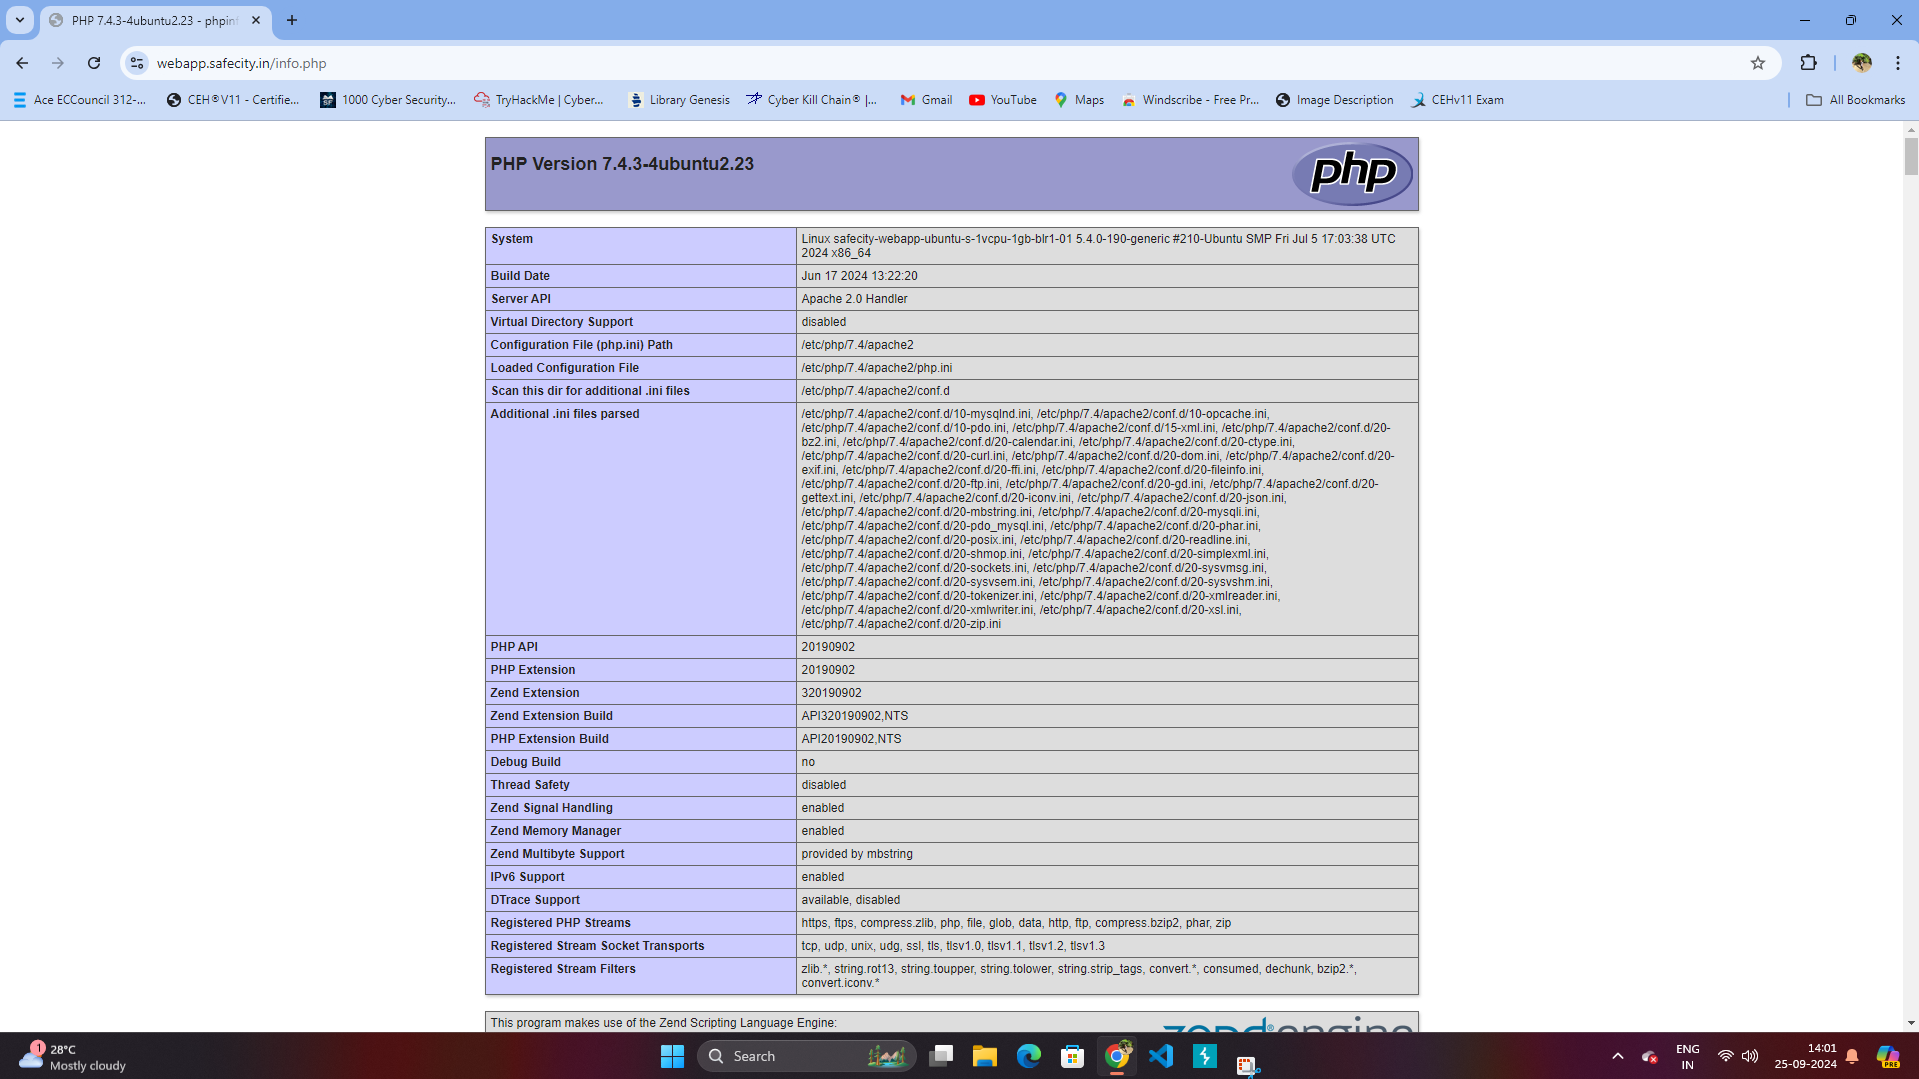 PHP 7.4.3-4ubuntu2.23 - phpinf
webapp.safecity.in/info.php
Ace ECCouncil 312-...
CEH®V11 - Certifie...
1000 Cyber Security...
TryHackMe | Cyber...
Library Genesis
Cyber Kill Chain® |...
Gmail
YouTube
Maps
Windscribe - Free Pr...
Image Description
CEHv11 Exam
All Bookmarks
PHP Version 7.4.3-4ubuntu2.23
php
System
Linux safecity-webapp-ubuntu-s-1vcpu-1gb-blr1-01 5.4.0-190-generic #210-Ubuntu SMP Fri Jul 5 17:03:38 UTC
2024 x86_64
Build Date
Jun 17 2024 13:22:20
Server API
Apache 2.0 Handler
Virtual Directory Support
disabled
Configuration File (php.ini) Path
/etc/php/7.4/apache2
Loaded Configuration File
/etc/php/7.4/apache2/php.ini
Scan this dir for additional .ini files
/etc/php/7.4/apache2/conf.d
Additional .ini files parsed
/etc/php/7.4/apache2/conf.d/10-mysqlnd.ini, /etc/php/7.4/apache2/conf.d/10-opcache.ini,
/etc/php/7.4/apache2/conf.d/10-pdo.ini, /etc/php/7.4/apache2/conf.d/15-xml.ini, /etc/php/7.4/apache2/conf.d/20-
bz2.ini, /etc/php/7.4/apache2/conf.d/20-calendar.ini, /etc/php/7.4/apache2/conf.d/20-ctype.ini,
/etc/php/7.4/apache2/conf.d/20-curl.ini, /etc/php/7.4/apache2/conf.d/20-dom.ini, /etc/php/7.4/apache2/conf.d/20-
exif.ini, /etc/php/7.4/apache2/conf.d/20-ffi.ini, /etc/php/7.4/apache2/conf.d/20-fileinfo.ini,
/etc/php/7.4/apache2/conf.d/20-ftp.ini, /etc/php/7.4/apache2/conf.d/20-gd.ini, /etc/php/7.4/apache2/conf.d/20-
gettext.ini, /etc/php/7.4/apache2/conf.d/20-iconv.ini, /etc/php/7.4/apache2/conf.d/20-json.ini,
/etc/php/7.4/apache2/conf.d/20-mbstring.ini, /etc/php/7.4/apache2/conf.d/20-mysqli.ini,
/etc/php/7.4/apache2/conf.d/20-pdo_mysql.ini, /etc/php/7.4/apache2/conf.d/20-phar.ini,
/etc/php/7.4/apache2/conf.d/20-posix.ini, /etc/php/7.4/apache2/conf.d/20-readline.ini,
/etc/php/7.4/apache2/conf.d/20-shmop.ini, /etc/php/7.4/apache2/conf.d/20-simplexml.ini,
/etc/php/7.4/apache2/conf.d/20-sockets.ini, /etc/php/7.4/apache2/conf.d/20-sysvmsg.ini,
/etc/php/7.4/apache2/conf.d/20-sysvsem.ini, /etc/php/7.4/apache2/conf.d/20-sysvshm.ini,
/etc/php/7.4/apache2/conf.d/20-tokenizer.ini, /etc/php/7.4/apache2/conf.d/20-xmlreader.ini,
/etc/php/7.4/apache2/conf.d/20-xmlwriter.ini, /etc/php/7.4/apache2/conf.d/20-xsl.ini,
/etc/php/7.4/apache2/conf.d/20-zip.ini
PHP API
20190902
PHP Extension
20190902
Zend Extension
320190902
Zend Extension Build
API320190902,NTS
PHP Extension Build
API20190902,NTS
Debug Build
no
Thread Safety
disabled
Zend Signal Handling
enabled
Zend Memory Manager
enabled
Zend Multibyte Support
provided by mbstring
IPv6 Support
enabled
DTrace Support
available, disabled
Registered PHP Streams
https, ftps, compress.zlib, php, file, glob, data, http, ftp, compress.bzip2, phar, zip
Registered Stream Socket Transports
tcp, udp, unix, udg, ssl, tls, tlsv1.0, tlsv1.1, tlsv1.2, tlsv1.3
Registered Stream Filters
zlib.*, string.rot13, string.toupper, string.tolower, string.strip_tags, convert.*, consumed, dechunk, bzip2.*,
convert.iconv.*
This program makes use of the Zend Scripting Language Engine:
zend® engine
1
28°C
Mostly cloudy
Search
ENG
IN
14:01
25-09-2024
PRE